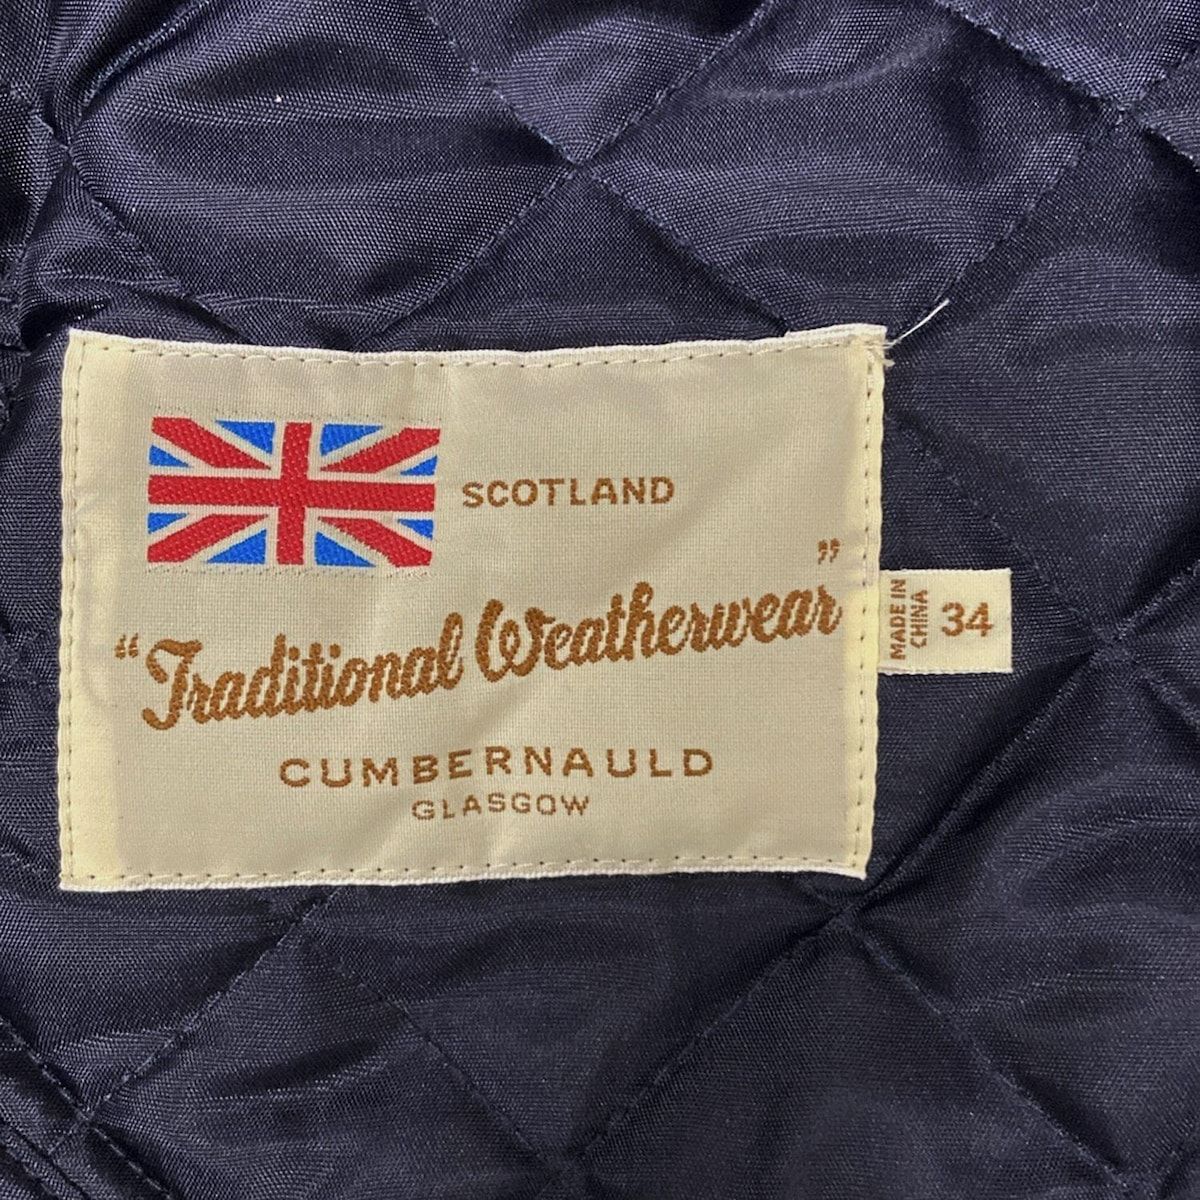 SCOTLAND
"Traditional Weatherwear"
CUMBERNAULD
GLASGOW
MADE IN
CHINA
34